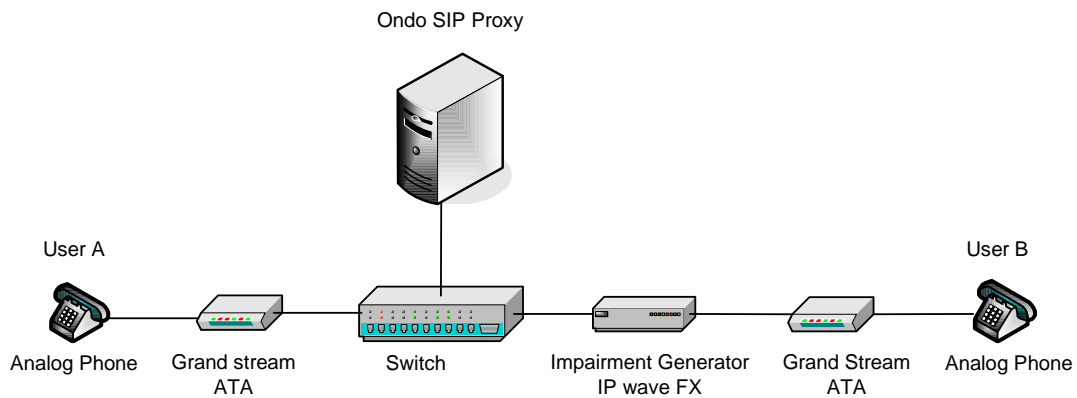 Ondo SIP Proxy
User A
User B
Analog Phone
Grand stream
ATA
Switch
Impairment Generator
IP wave FX
Grand Stream
ATA
Analog Phone